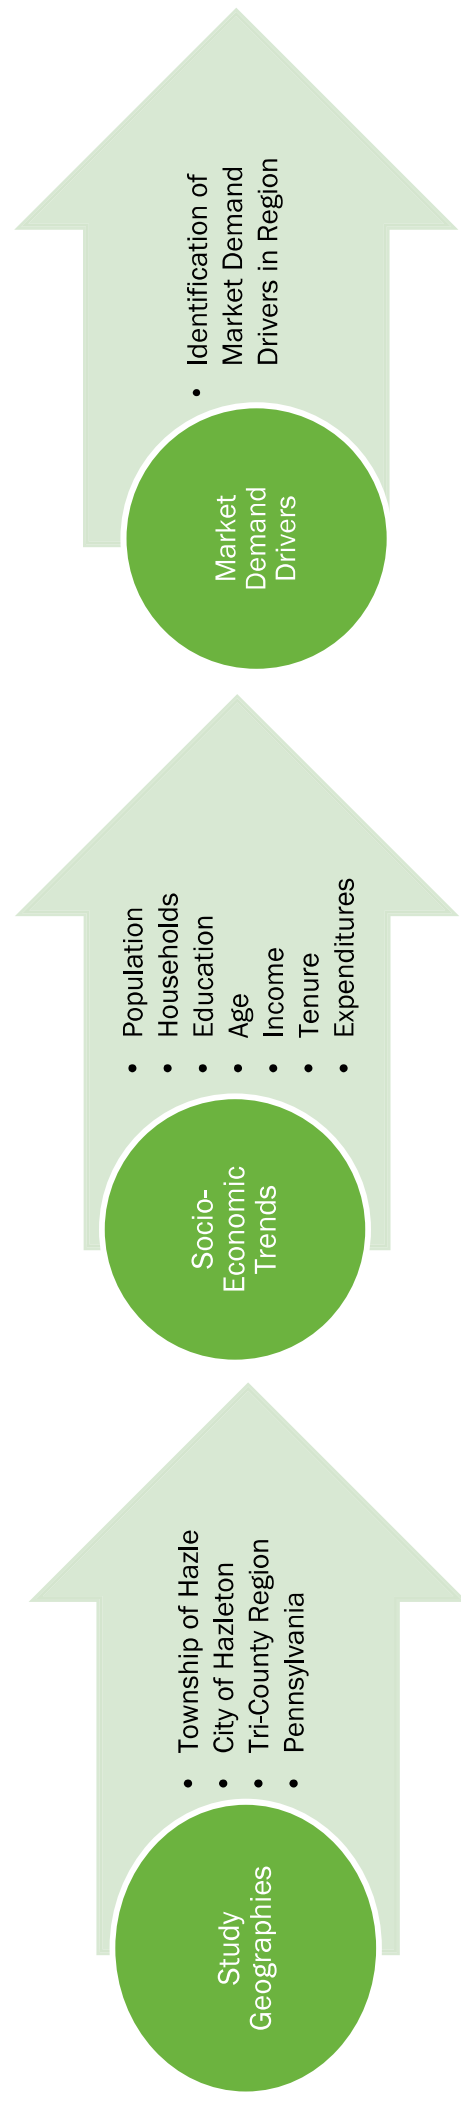 Study
Geographies
• Township of Hazle
• City of Hazleton
• Tri-County Region
• Pennsylvania
Socio-
Economic
Trends
• Population
• Households
• Education
• Age
• Income
• Tenure
• Expenditures
Market
Demand
Drivers
• Identification of
Market Demand
Drivers in Region